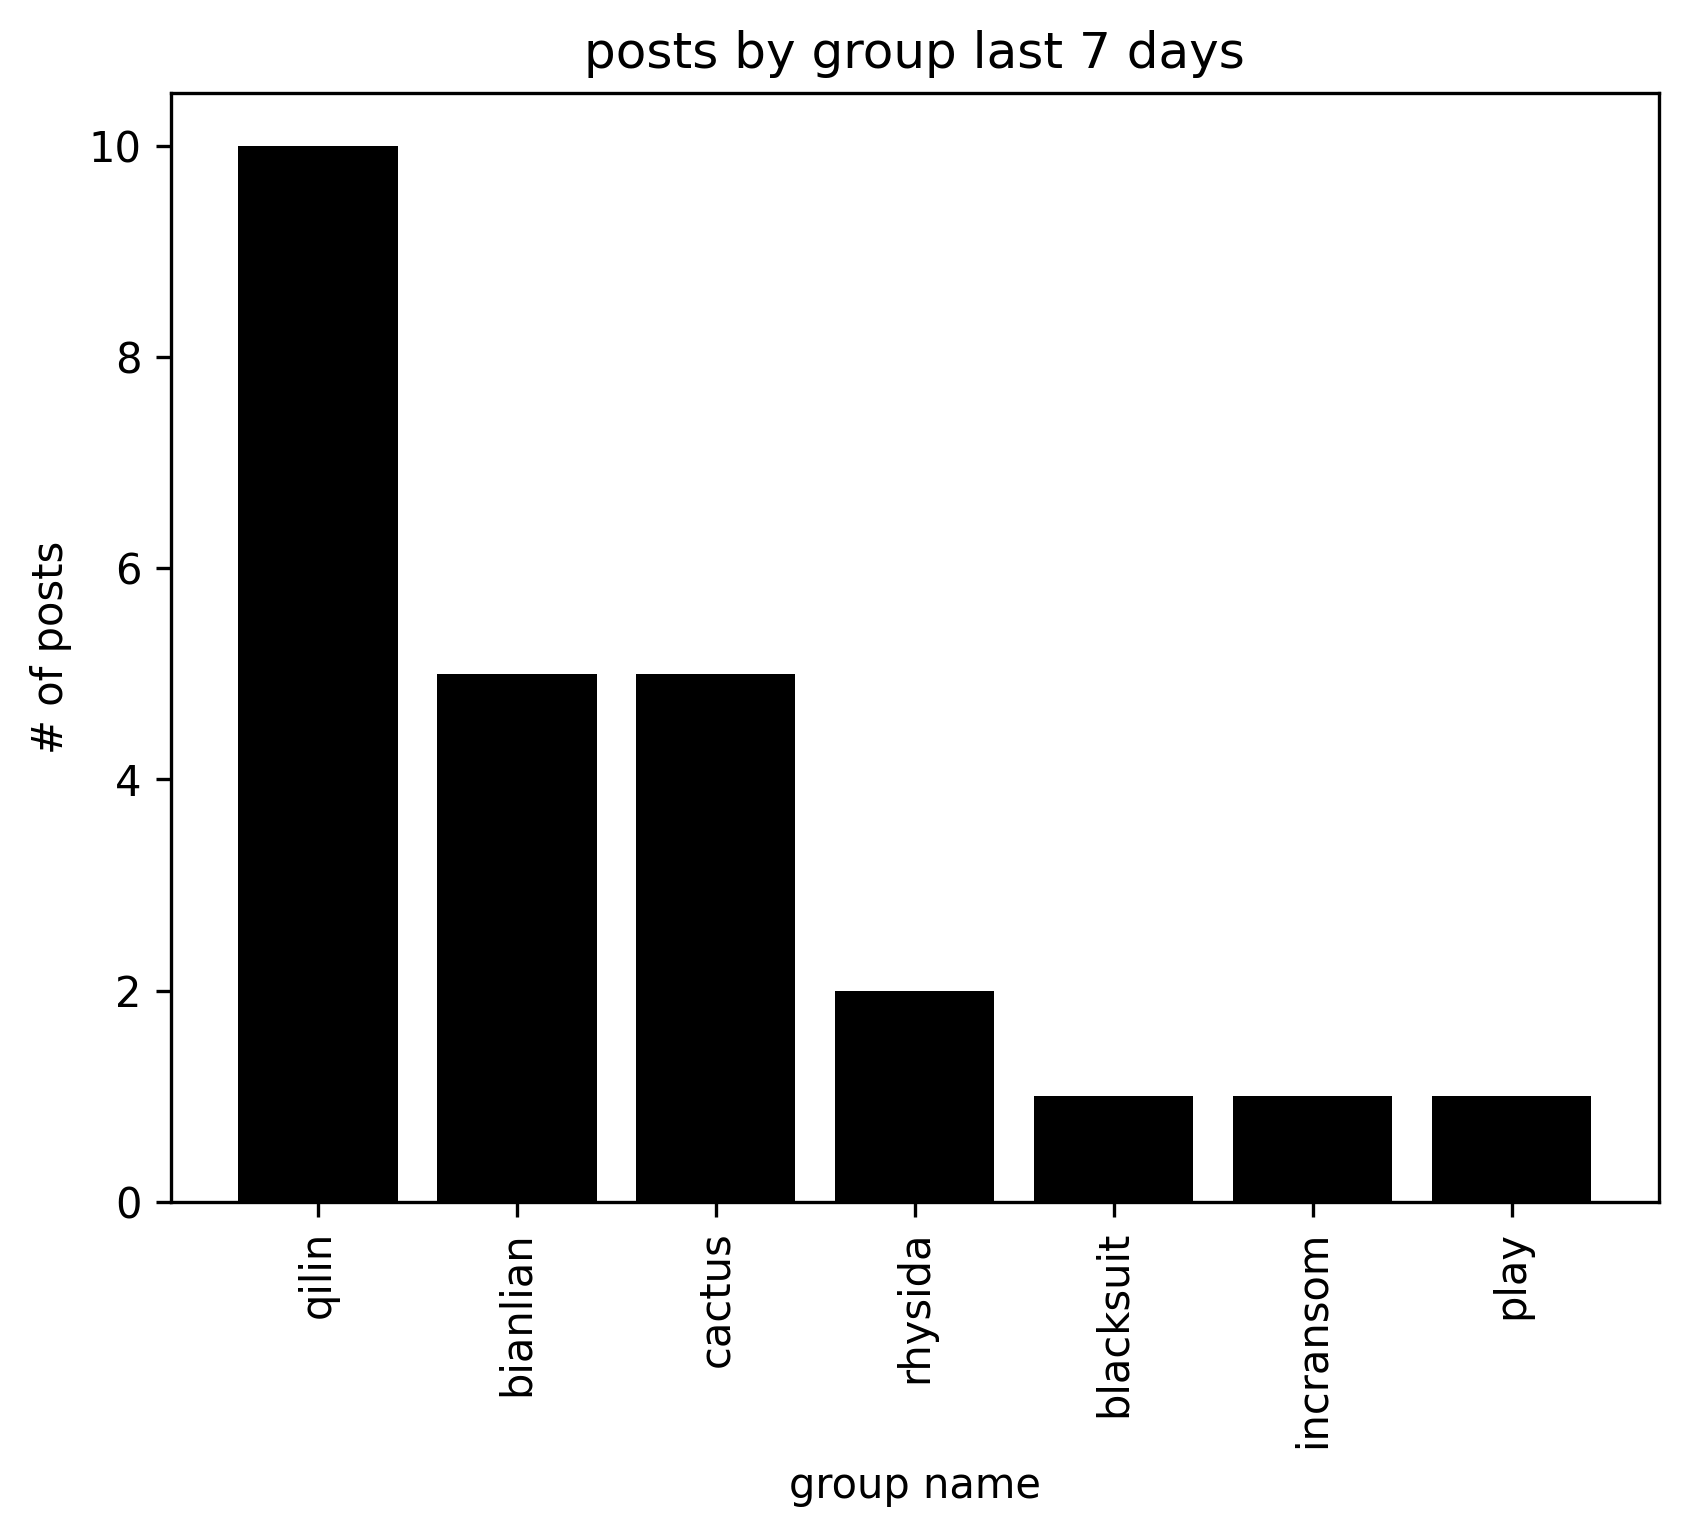 posts by group last 7 days
# of posts
10
8
6
4
2
0
qilin
bianlian
cactus
rhysida
blacksuit
incransom
play
group name